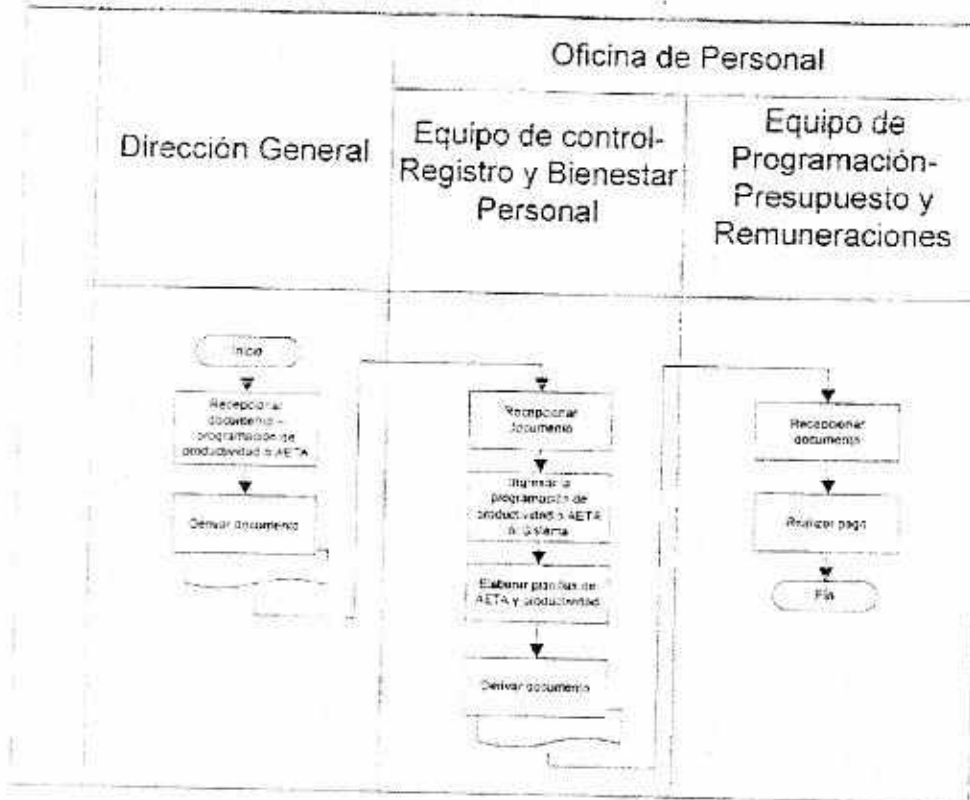 Oficina de Personal
Dirección General
Equipo de control-
Registro y Bienestar
Personal
Equipo de
Programación-
Presupuesto y
Remuneraciones
Inicio
Recepcionar
documento –
programación de
productividad o AETA
Derivar documento
Recepcionar
documento
Ingresar la
programación de
productividad o AETA
al sistema
Elaborar planillas de
AETA y productividad
Derivar documento
Recepcionar
documento
Realizar pago
Fin